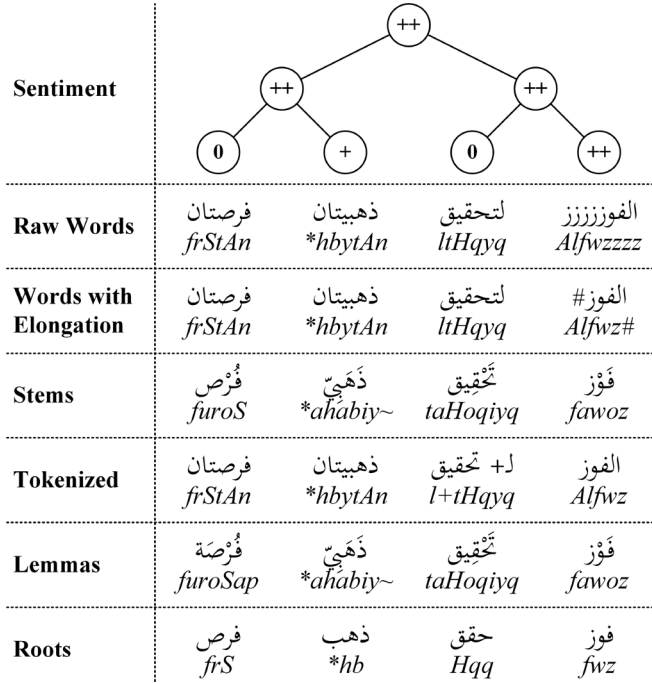 ++
Sentiment
++ ++
0 + 0 ++
Raw Words
فرصتان ذهبيتان لتحقيق الفوززززز
frStAn *hbytAn ltHqyq Alfwzzzz
Words with Elongation
فرصتان ذهبيتان لتحقيق الفوز#
frStAn *hbytAn ltHqyq Alfwz#
Stems
فُرْص ذَهَبِيّ تَحْقِيق فَوْز
furoS *ahabiy~ taHoqiyq fawoz
Tokenized
فرصتان ذهبيتان لـ+ تحقيق الفوز
frStAn *hbytAn l+tHqyq Alfwz
Lemmas
فُرْصَة ذَهَبِيّ تَحْقِيق فَوْز
furoSap *ahabiy~ taHoqiyq fawoz
Roots
فرص ذهب حقق فوز
frS *hb Hqq fwz